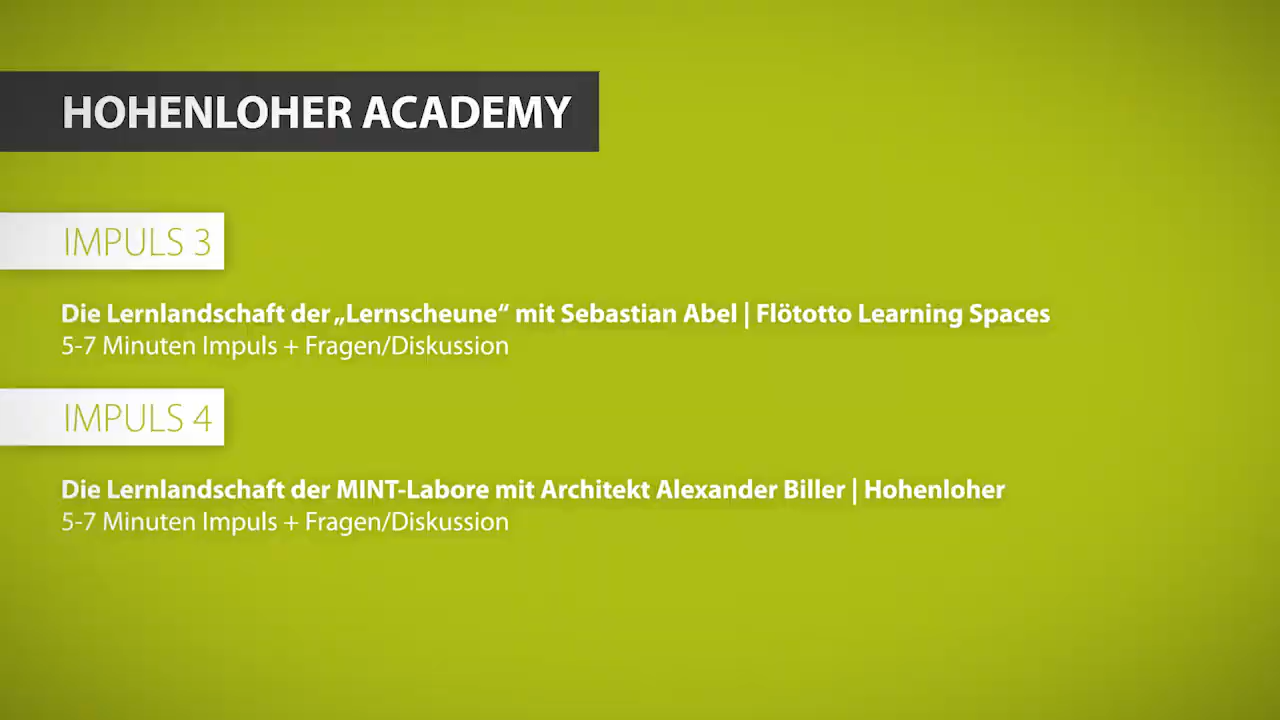 HOHENLOHER ACADEMY
IMPULS 3
Die Lernlandschaft der „Lernscheune“ mit Sebastian Abel | Flötotto Learning Spaces
5-7 Minuten Impuls + Fragen/Diskussion
IMPULS 4
Die Lernlandschaft der MINT-Labore mit Architekt Alexander Biller | Hohenloher
5-7 Minuten Impuls + Fragen/Diskussion